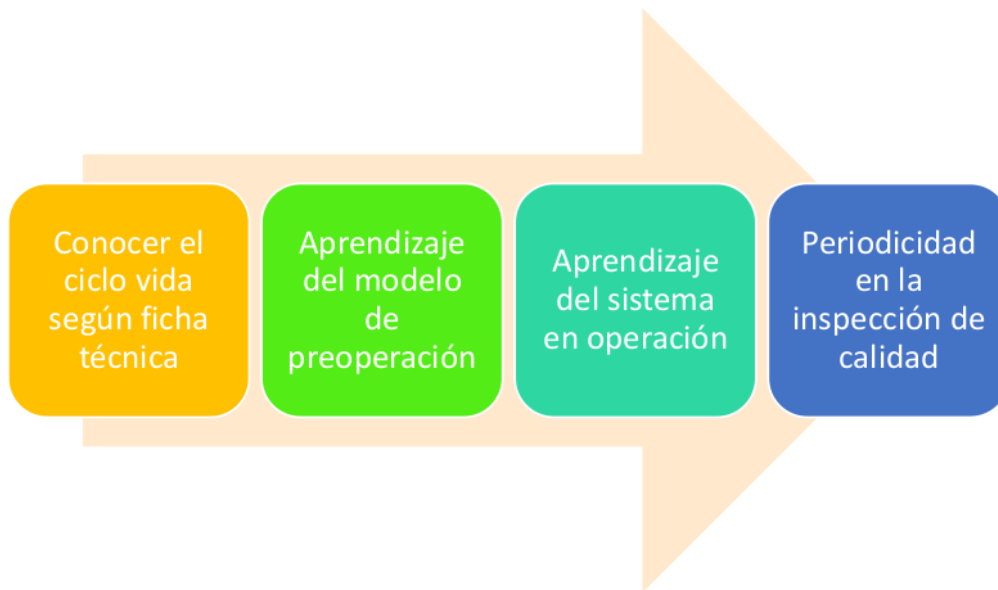 Conocer el
ciclo vida
según ficha
técnica
Aprendizaje
del modelo
de
preoperación
Aprendizaje
del sistema
en operación
Periodicidad
en la
inspección de
calidad